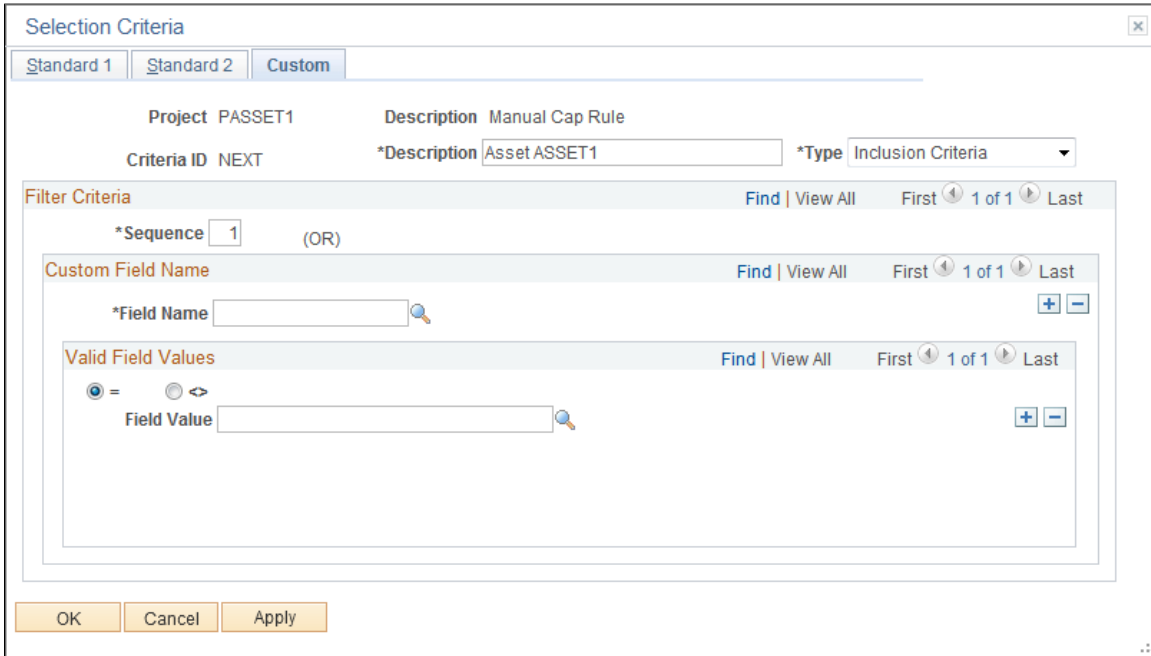 Selection Criteria
Standard 1 Standard 2 Custom
Project PASSET1 Description Manual Cap Rule
Criteria ID NEXT *Description Asset ASSET1 *Type Inclusion Criteria
Filter Criteria Find | View All First 1 of 1 Last
*Sequence 1 (OR)
Custom Field Name Find | View All First 1 of 1 Last
*Field Name
Valid Field Values Find | View All First 1 of 1 Last
= <>
Field Value
OK Cancel Apply